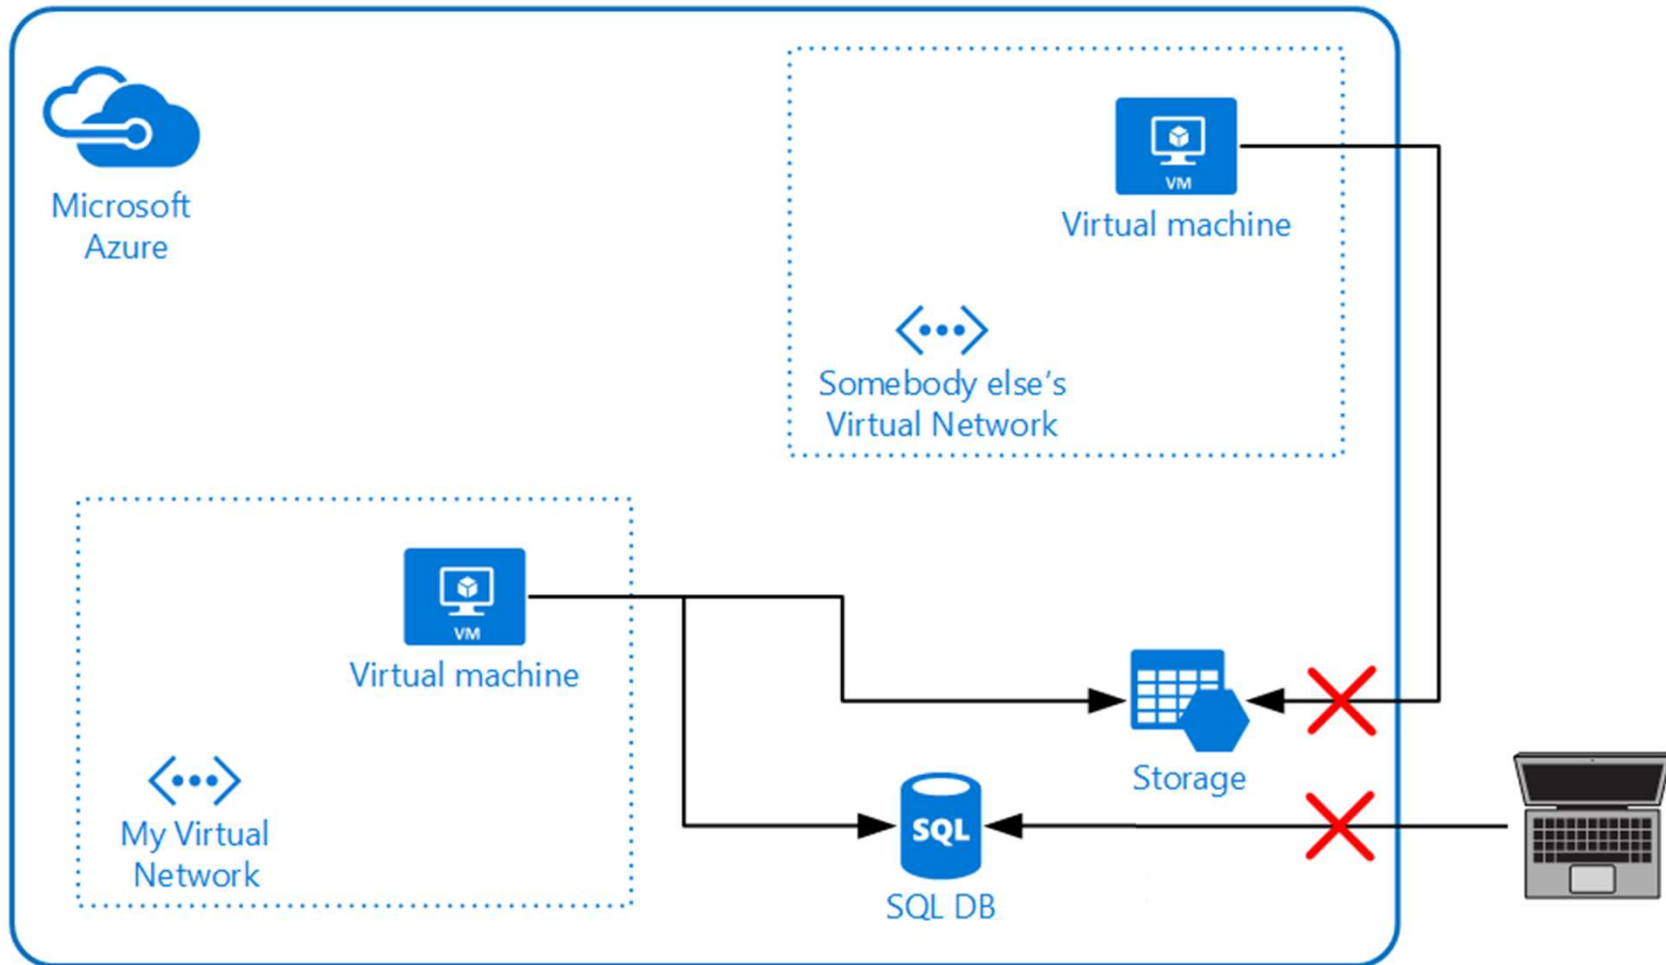 Microsoft
Azure
VM
Virtual machine
Somebody else's
Virtual Network
VM
Virtual machine
My Virtual
Network
Storage
SQL
SQL DB